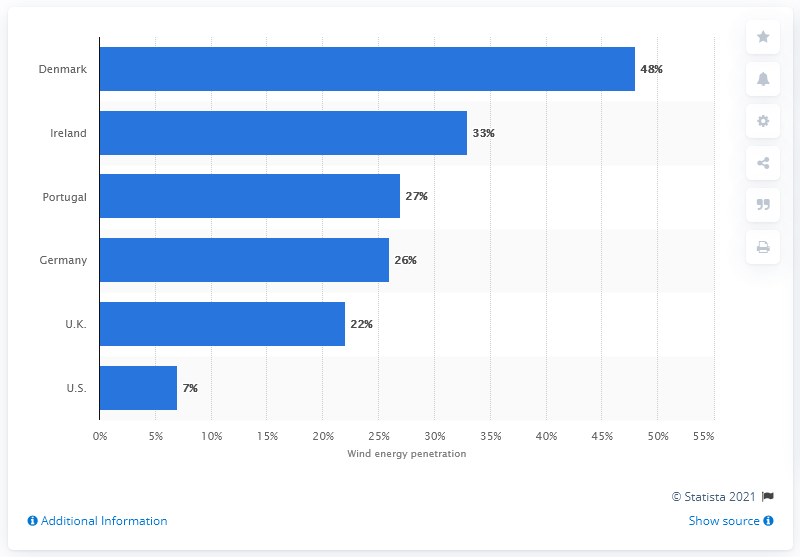 Denmark 48%
Ireland 33%
Portugal 27%
Germany 26%
U.K. 22%
U.S. 7%
0% 5% 10% 15% 20% 25% 30% 35% 40% 45% 50% 55%
Wind energy penetration
© Statista 2021
Additional Information Show source